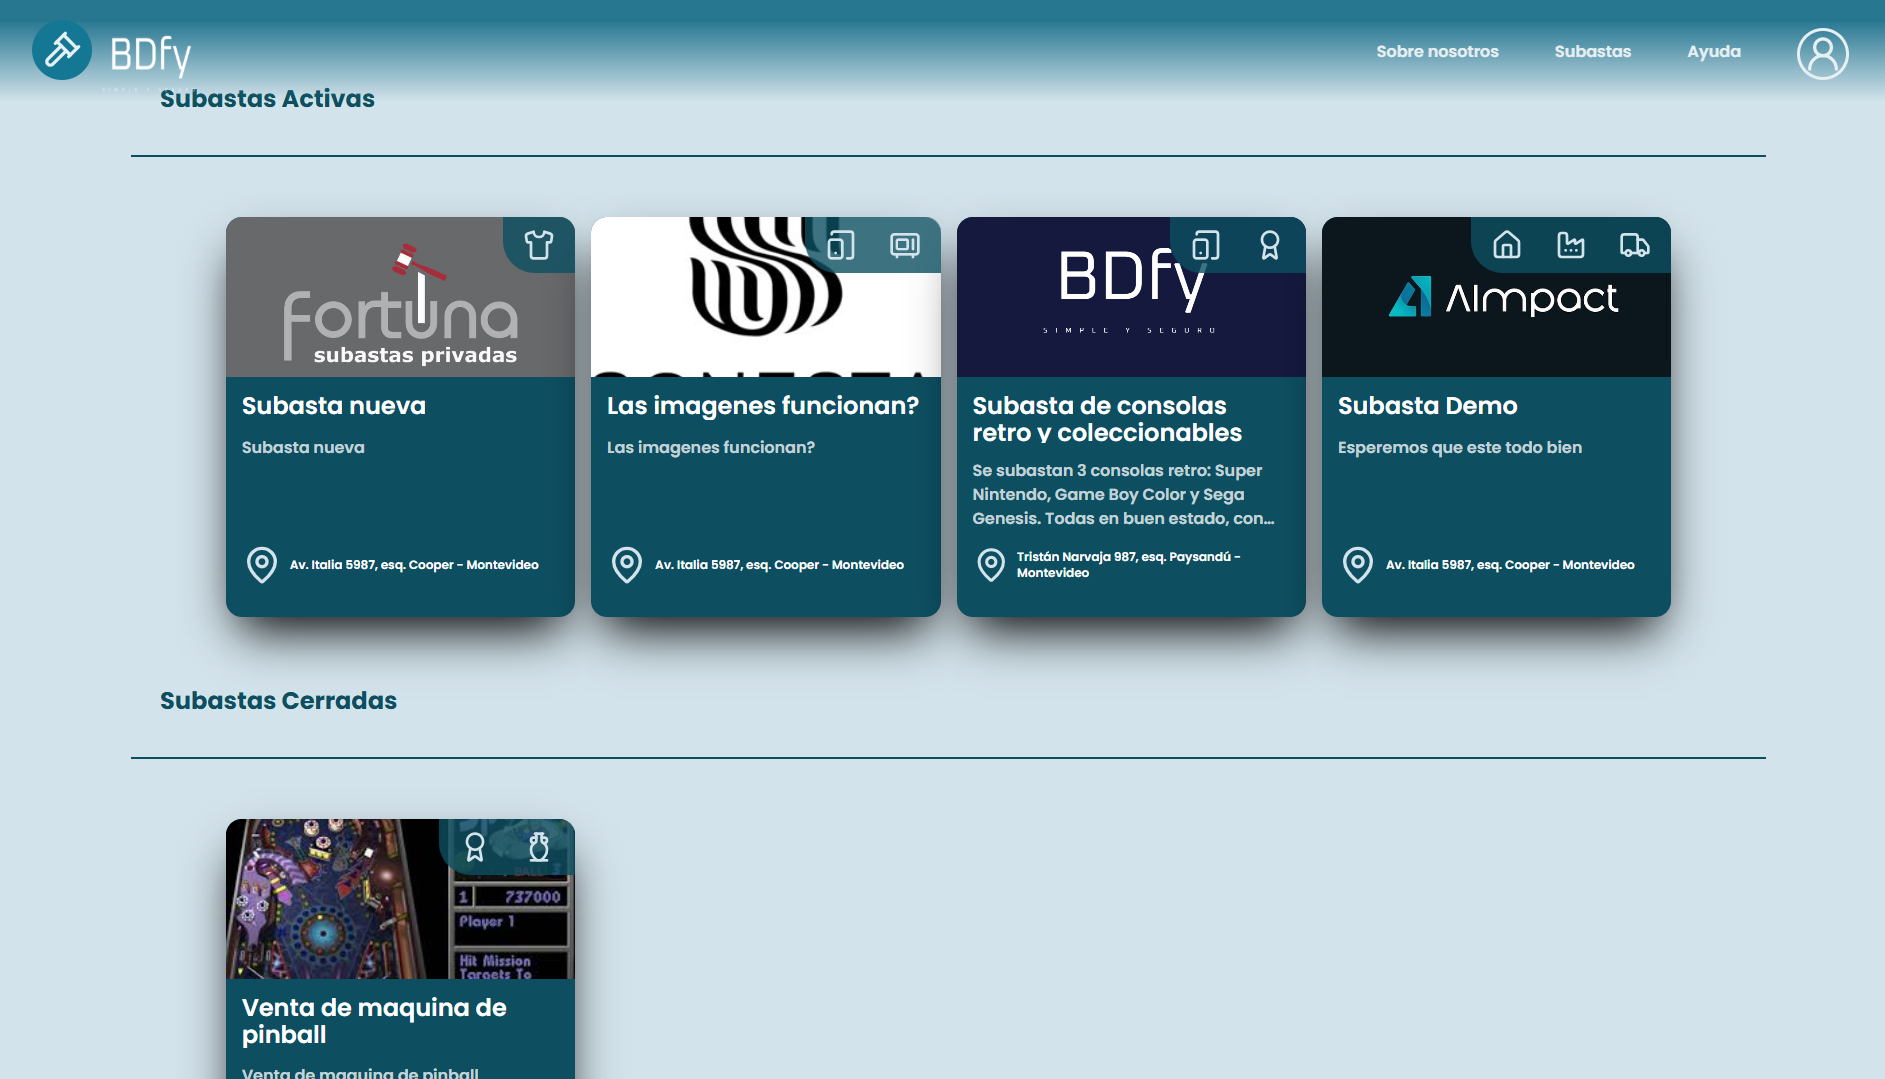 BDfy
Sobre nosotros
Subastas
Ayuda
Subastas Activas
fortuna
subastas privadas
Subasta nueva
Subasta nueva
Av. Italia 5987, esq. Cooper - Montevideo
Las imagenes funcionan?
Las imagenes funcionan?
Av. Italia 5987, esq. Cooper - Montevideo
BDfy
SIMPLE Y SEGURO
Subasta de consolas
retro y coleccionables
Se subastan 3 consolas retro: Super
Nintendo, Game Boy Color y Sega
Genesis. Todas en buen estado, con...
Tristán Narvaja 987, esq. Paysandú -
Montevideo
AImpact
Subasta Demo
Esperemos que este todo bien
Av. Italia 5987, esq. Cooper - Montevideo
Subastas Cerradas
1 737000
Player 1
Hit Mission
Targets To
Venta de maquina de
pinball
Venta de maquina de pinball